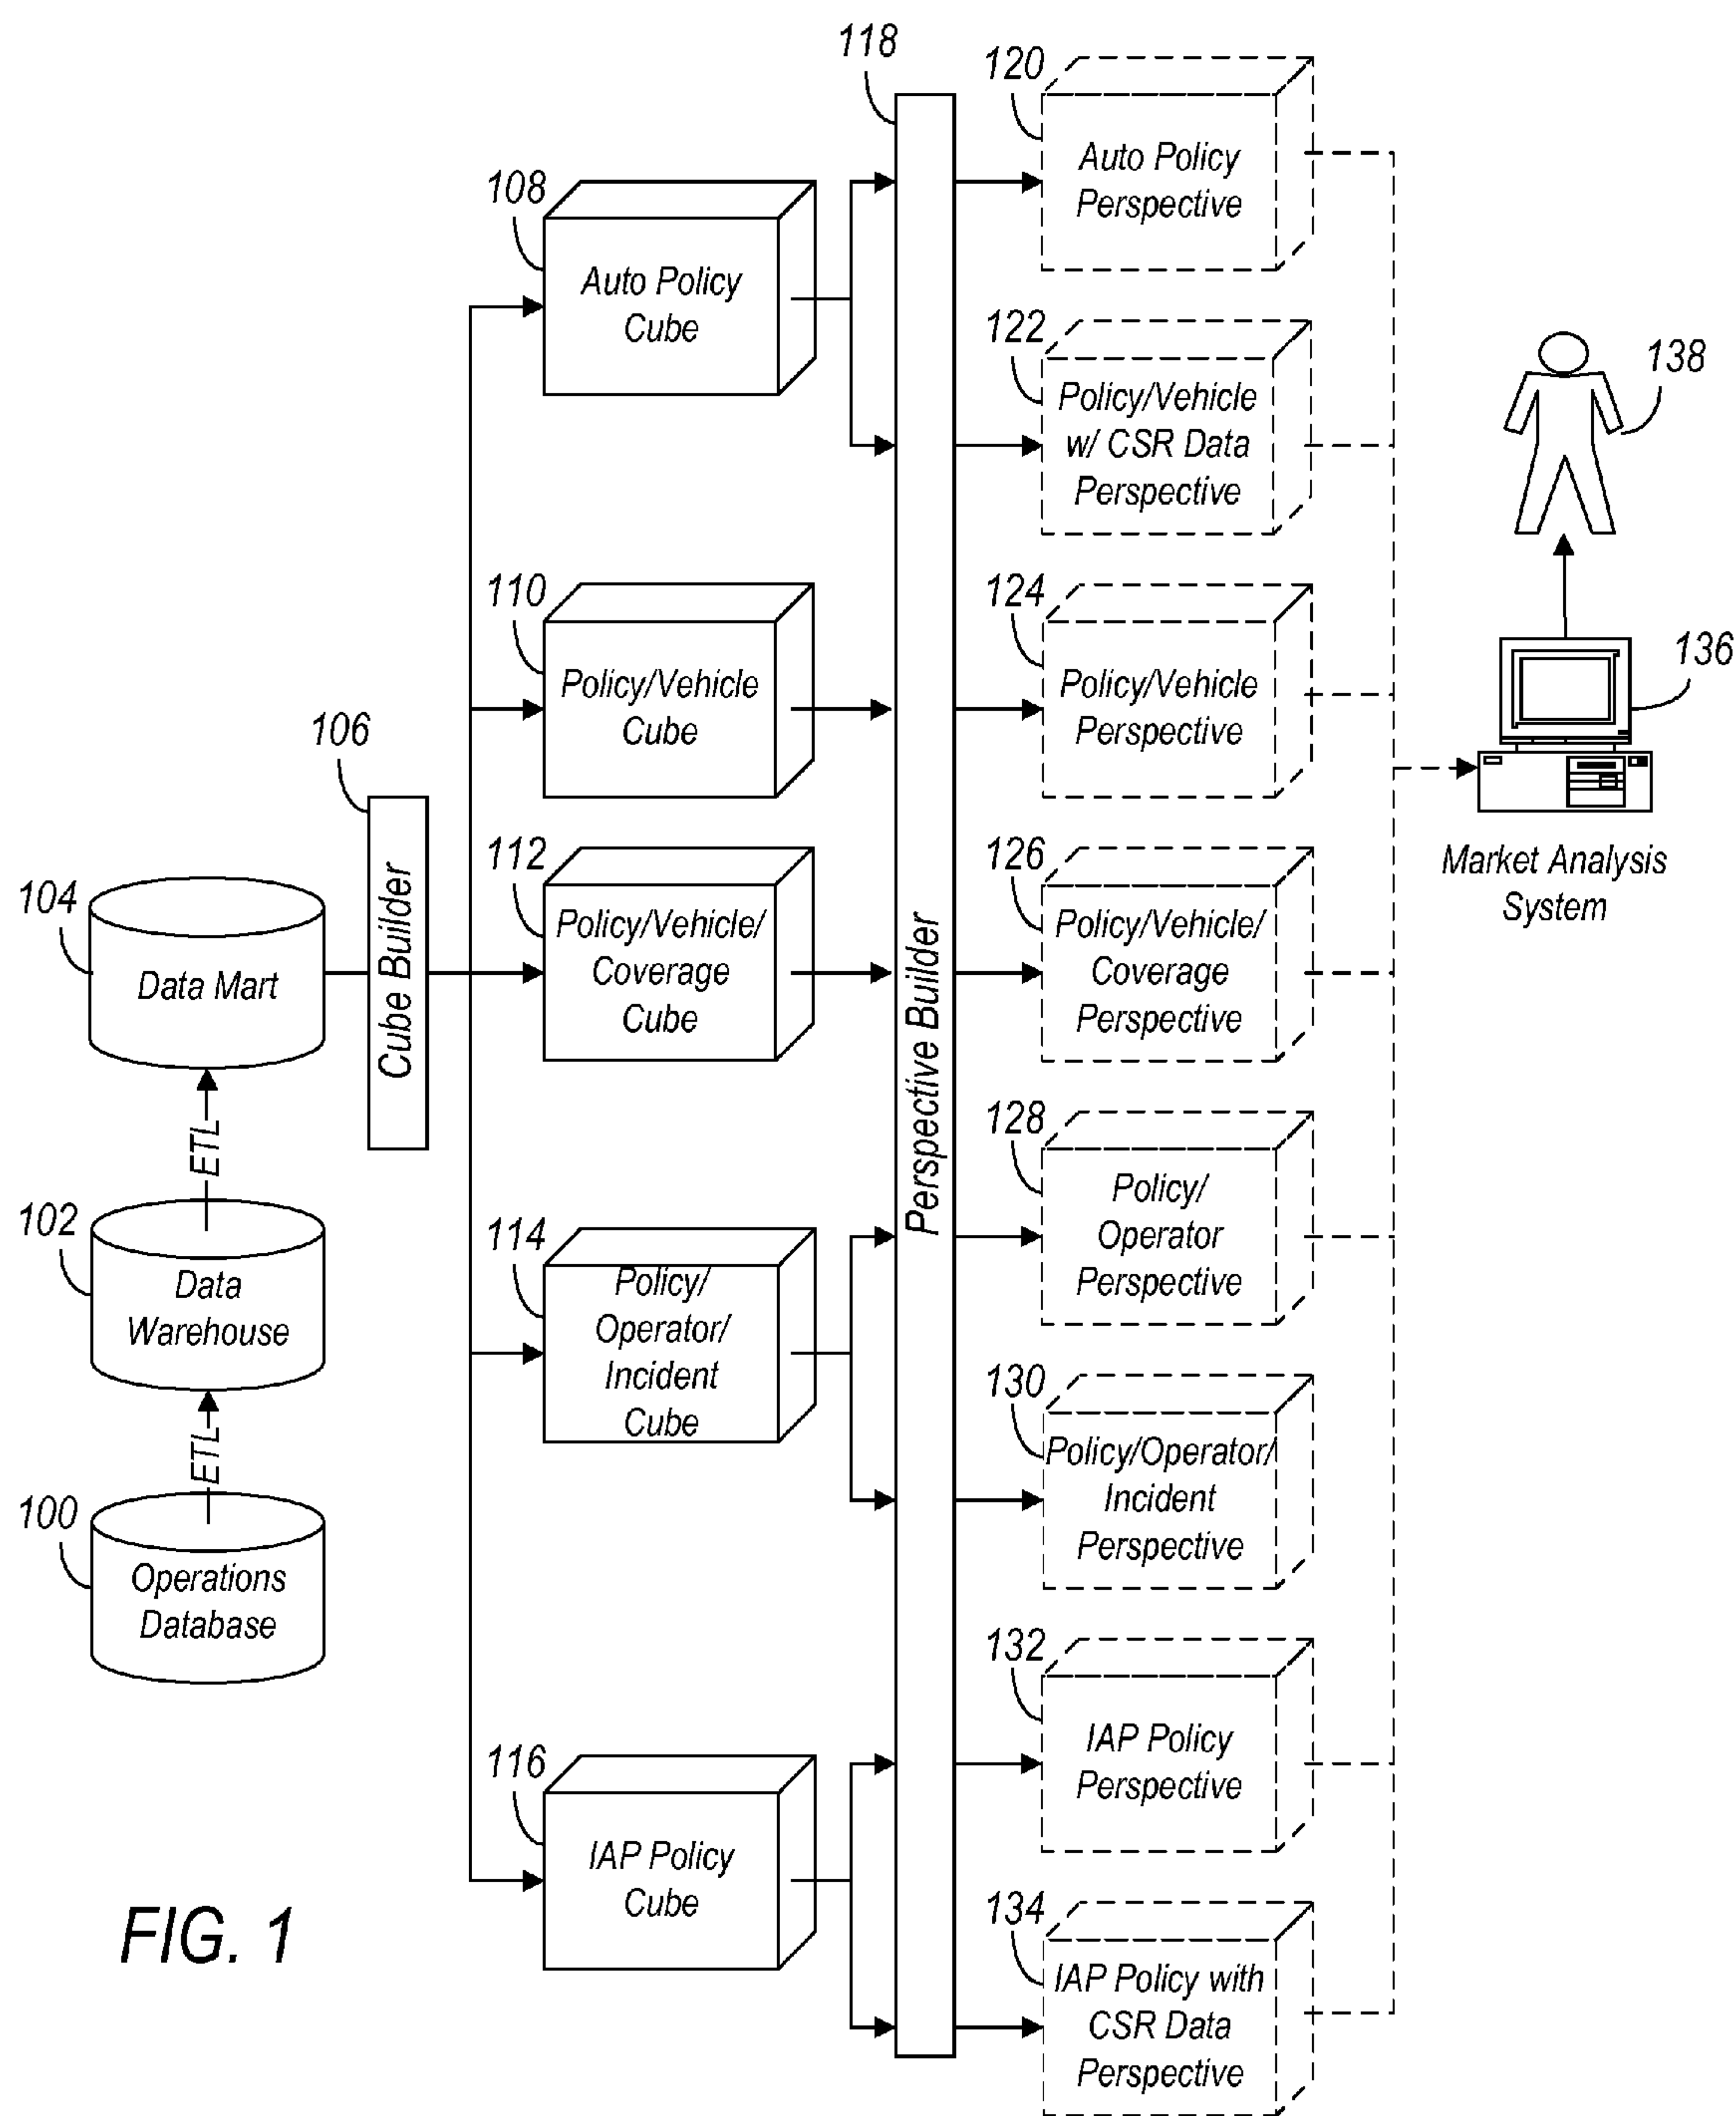 118
120
Auto Policy
Perspective
108
Auto Policy
Cube
122
Policy/Vehicle
w/ CSR Data
Perspective
138
110
Policy/Vehicle
Cube
124
Policy/Vehicle
Perspective
136
Market Analysis
System
106
Cube Builder
112
Policy/Vehicle/
Coverage
Cube
Perspective Builder
126
Policy/Vehicle/
Coverage
Perspective
104
Data Mart
ETL
102
Data
Warehouse
ETL
100
Operations
Database
114
Policy/
Operator/
Incident
Cube
128
Policy/
Operator
Perspective
130
Policy/Operator/
Incident
Perspective
116
IAP Policy
Cube
132
IAP Policy
Perspective
134
IAP Policy with
CSR Data
Perspective
FIG. 1